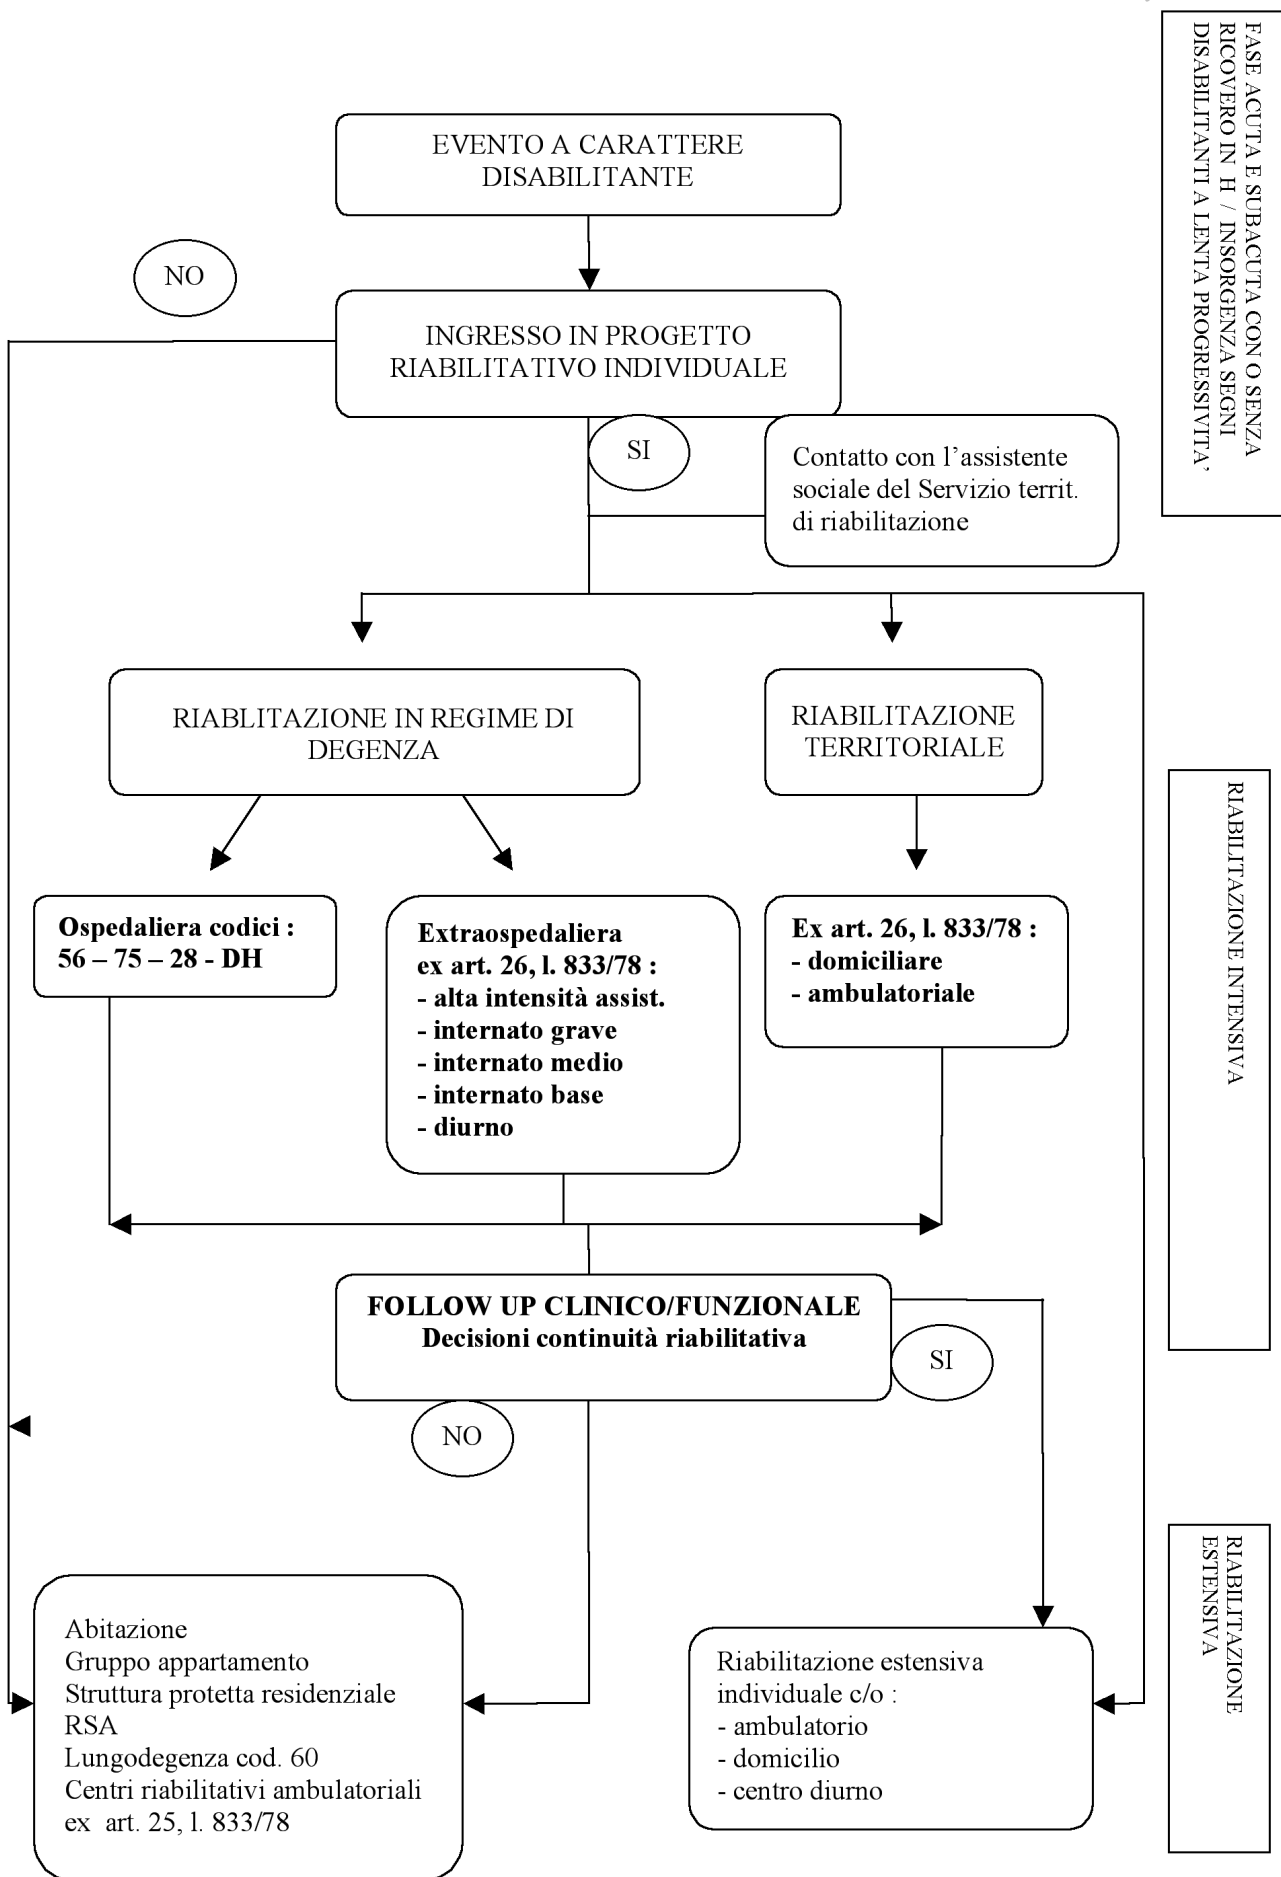 FASE ACUTA E SUBACUTA CON O SENZA
RICOVERO IN H / INSORGENZA SEGNI
DISABILITANTI A LENTA PROGRESSIVITA’
EVENTO A CARATTERE
DISABILITANTE
NO
INGRESSO IN PROGETTO
RIABILITATIVO INDIVIDUALE
SI
Contatto con l’assistente
sociale del Servizio territ.
di riabilitazione
RIABLITAZIONE IN REGIME DI
DEGENZA
RIABILITAZIONE
TERRITORIALE
RIABILITAZIONE INTENSIVA
Ospedaliera codici :
56 – 75 – 28 - DH
Extraospedaliera
ex art. 26, l. 833/78 :
- alta intensità assist.
- internato grave
- internato medio
- internato base
- diurno
Ex art. 26, l. 833/78 :
- domiciliare
- ambulatoriale
FOLLOW UP CLINICO/FUNZIONALE
Decisioni continuità riabilitativa
SI
NO
RIABILITAZIONE
ESTENSIVA
Abitazione
Gruppo appartamento
Struttura protetta residenziale
RSA
Lungodegenza cod. 60
Centri riabilitativi ambulatoriali
ex  art. 25, l. 833/78
Riabilitazione estensiva
individuale c/o :
- ambulatorio
- domicilio
- centro diurno